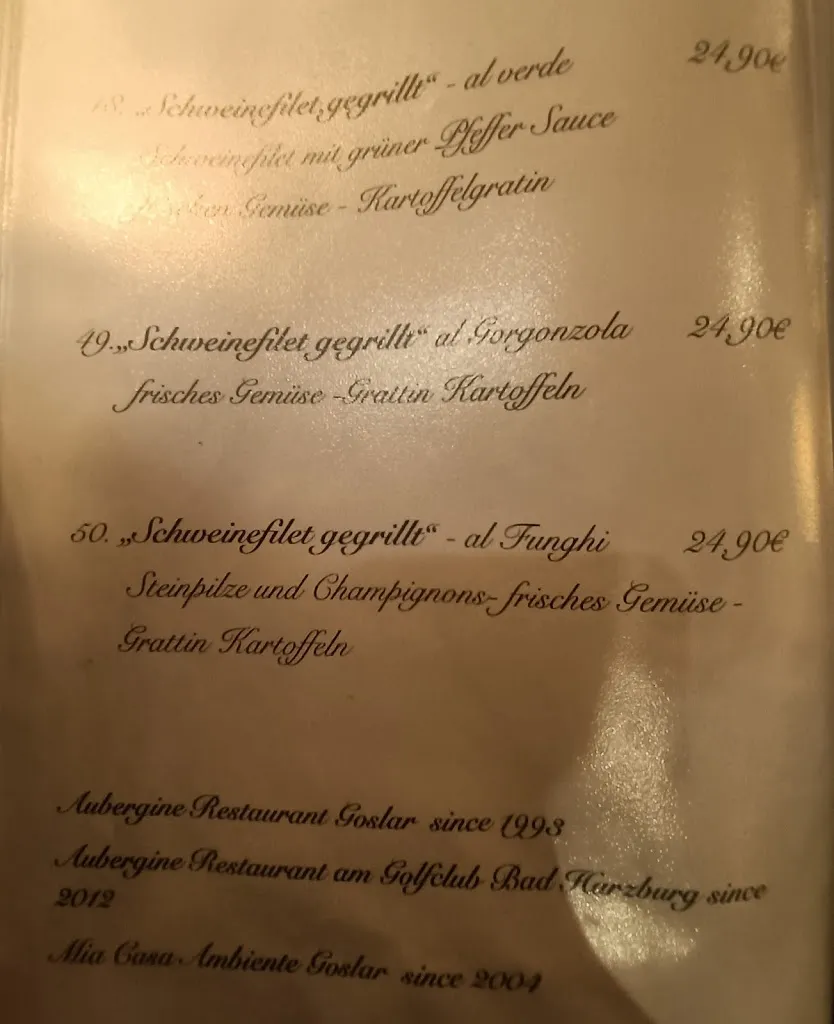 48. „Schweinefilet gegrillt“ - al verde 24,90€
Schweinefilet mit grüner Pfeffer Sauce
Gemüse - Kartoffelgratin
49.„Schweinefilet gegrillt“ al Gorgonzola 24,90€
frisches Gemüse -Grattin Kartoffeln
50. „Schweinefilet gegrillt“ - al Funghi 24,90€
Steinpilze und Champignons- frisches Gemüse -
Grattin Kartoffeln
Aubergine Restaurant Goslar since 1993
Aubergine Restaurant am Golfclub Bad Harzburg since
2012
Mia Casa Ambiente Goslar since 2004